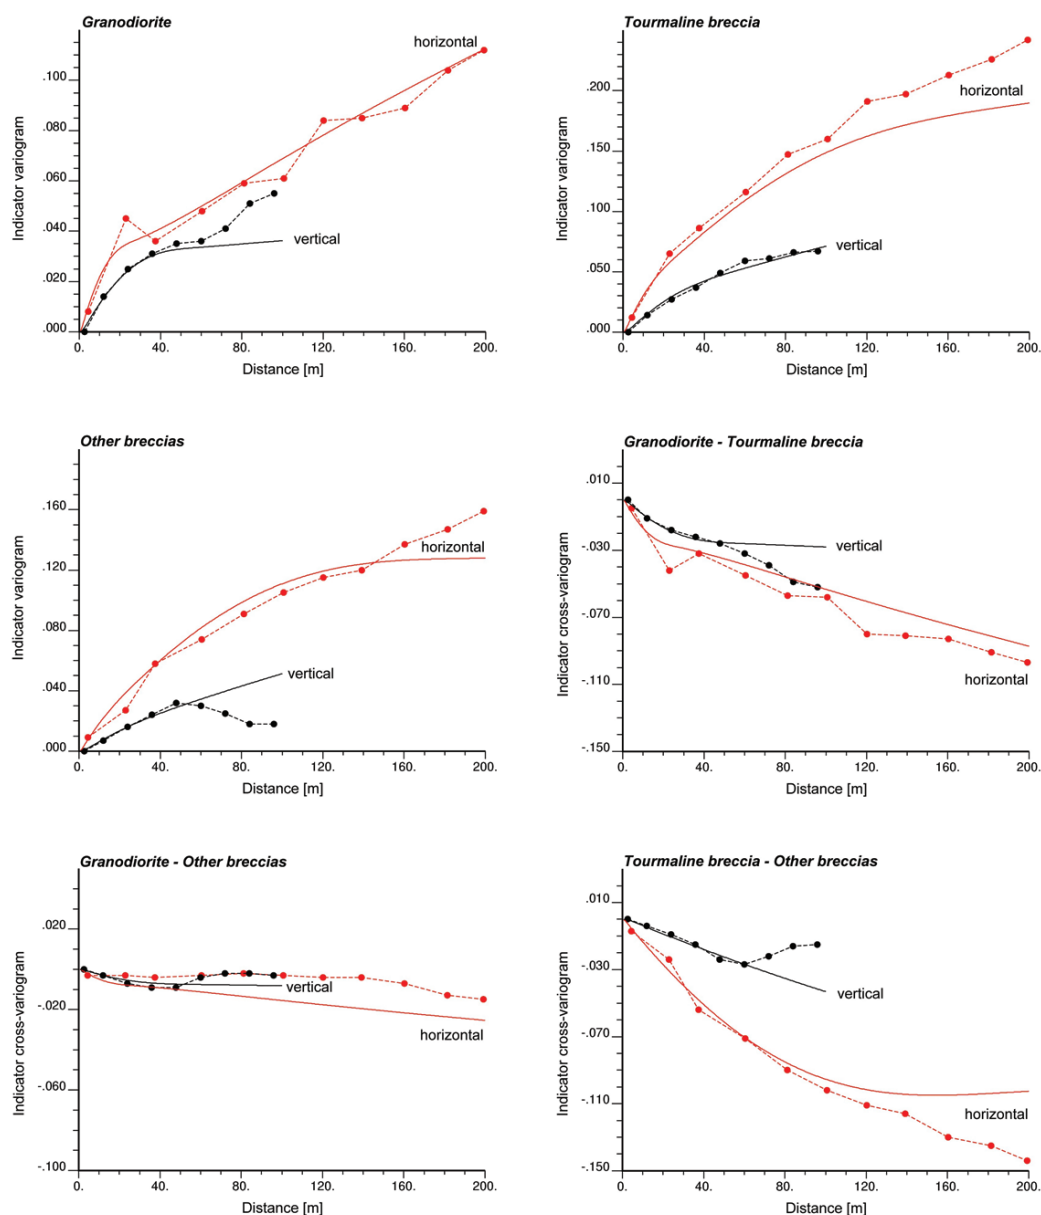 Granodiorite
horizontal
.100
.080
.060
.040
.020
.000
vertical
0. 40. 80. 120. 160. 200.
Distance [m]
Indicator variogram
Tourmaline breccia
.200
horizontal
.150
.100
.050
.000
vertical
0. 40. 80. 120. 160. 200.
Distance [m]
Indicator variogram
Other breccias
.160
horizontal
.120
.080
vertical
.040
.000
0. 40. 80. 120. 160. 200.
Distance [m]
Indicator variogram
Granodiorite - Tourmaline breccia
.010
vertical
-.030
-.070
horizontal
-.110
-.150
0. 40. 80. 120. 160. 200.
Distance [m]
Indicator cross-variogram
Granodiorite - Other breccias
.020
vertical
-.020
horizontal
-.060
-.100
0. 40. 80. 120. 160. 200.
Distance [m]
Indicator cross-variogram
Tourmaline breccia - Other breccias
.010
-.030
vertical
-.070
-.110
horizontal
-.150
0. 40. 80. 120. 160. 200.
Distance [m]
Indicator cross-variogram